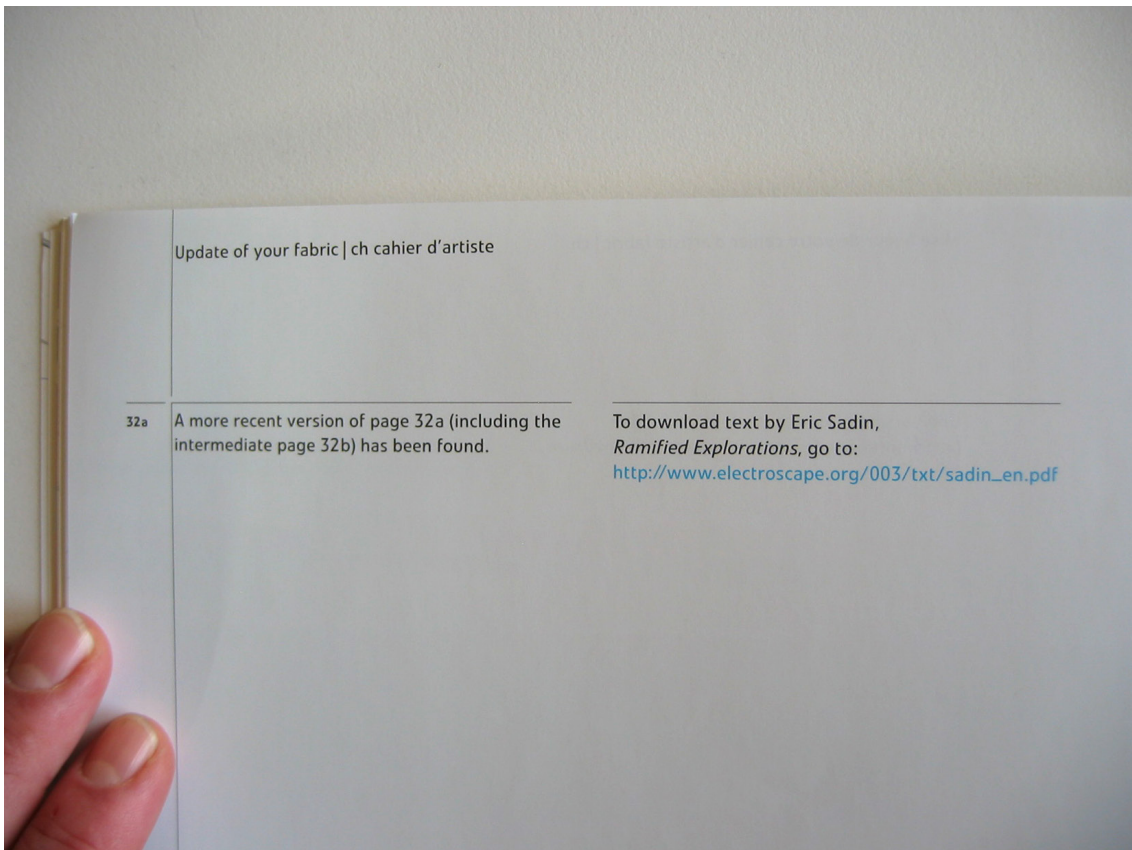 Update of your fabric | ch cahier d'artiste
32a
A more recent version of page 32a (including the
intermediate page 32b) has been found.
To download text by Eric Sadin,
Ramified Explorations, go to:
http://www.electroscape.org/003/txt/sadin_en.pdf